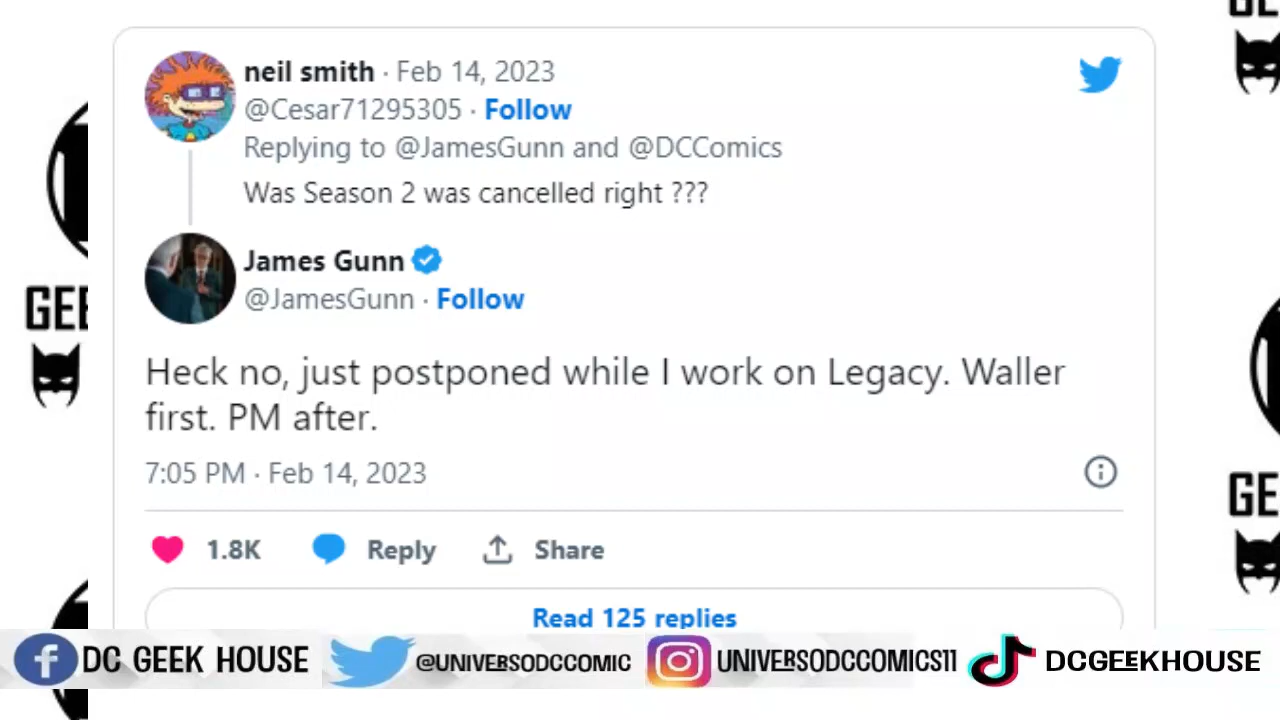 neil smith · Feb 14, 2023
@Cesar71295305 · Follow
Replying to @JamesGunn and @DCComics
Was Season 2 was cancelled right ???
James Gunn
@JamesGunn · Follow
Heck no, just postponed while I work on Legacy. Waller
first. PM after.
7:05 PM · Feb 14, 2023
1.8K Reply Share
Read 125 replies
GEE
GE
DC GEEK HOUSE @UNIVERSODCCOMIC UNIVERSODCCOMICS11 DCGEEKHOUSE